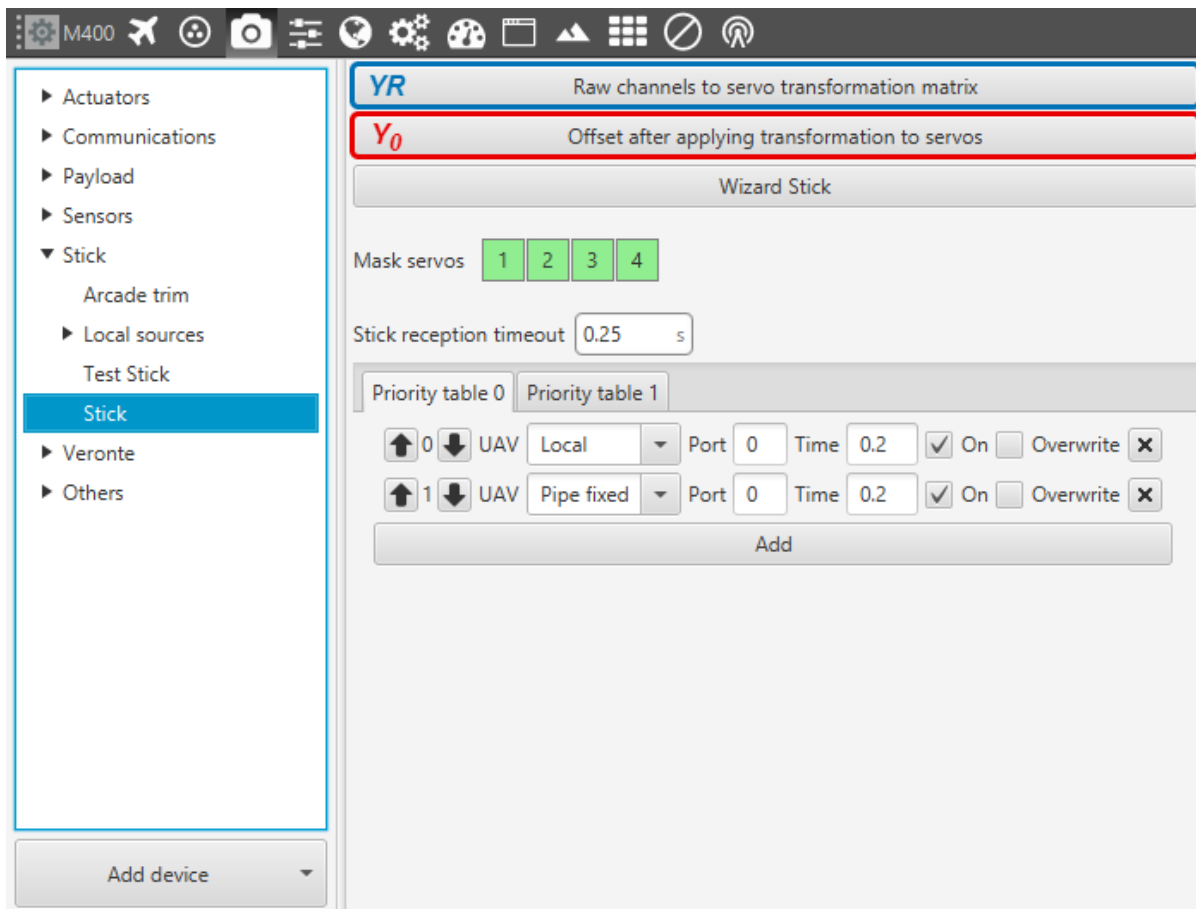 M400
Actuators
Communications
Payload
Sensors
Stick
Arcade trim
Local sources
Test Stick
Stick
Veronte
Others
Add device
YR Raw channels to servo transformation matrix
Y0 Offset after applying transformation to servos
Wizard Stick
Mask servos 1 2 3 4
Stick reception timeout 0.25 s
Priority table 0 Priority table 1
0 UAV Local Port 0 Time 0.2 On Overwrite
1 UAV Pipe fixed Port 0 Time 0.2 On Overwrite
Add